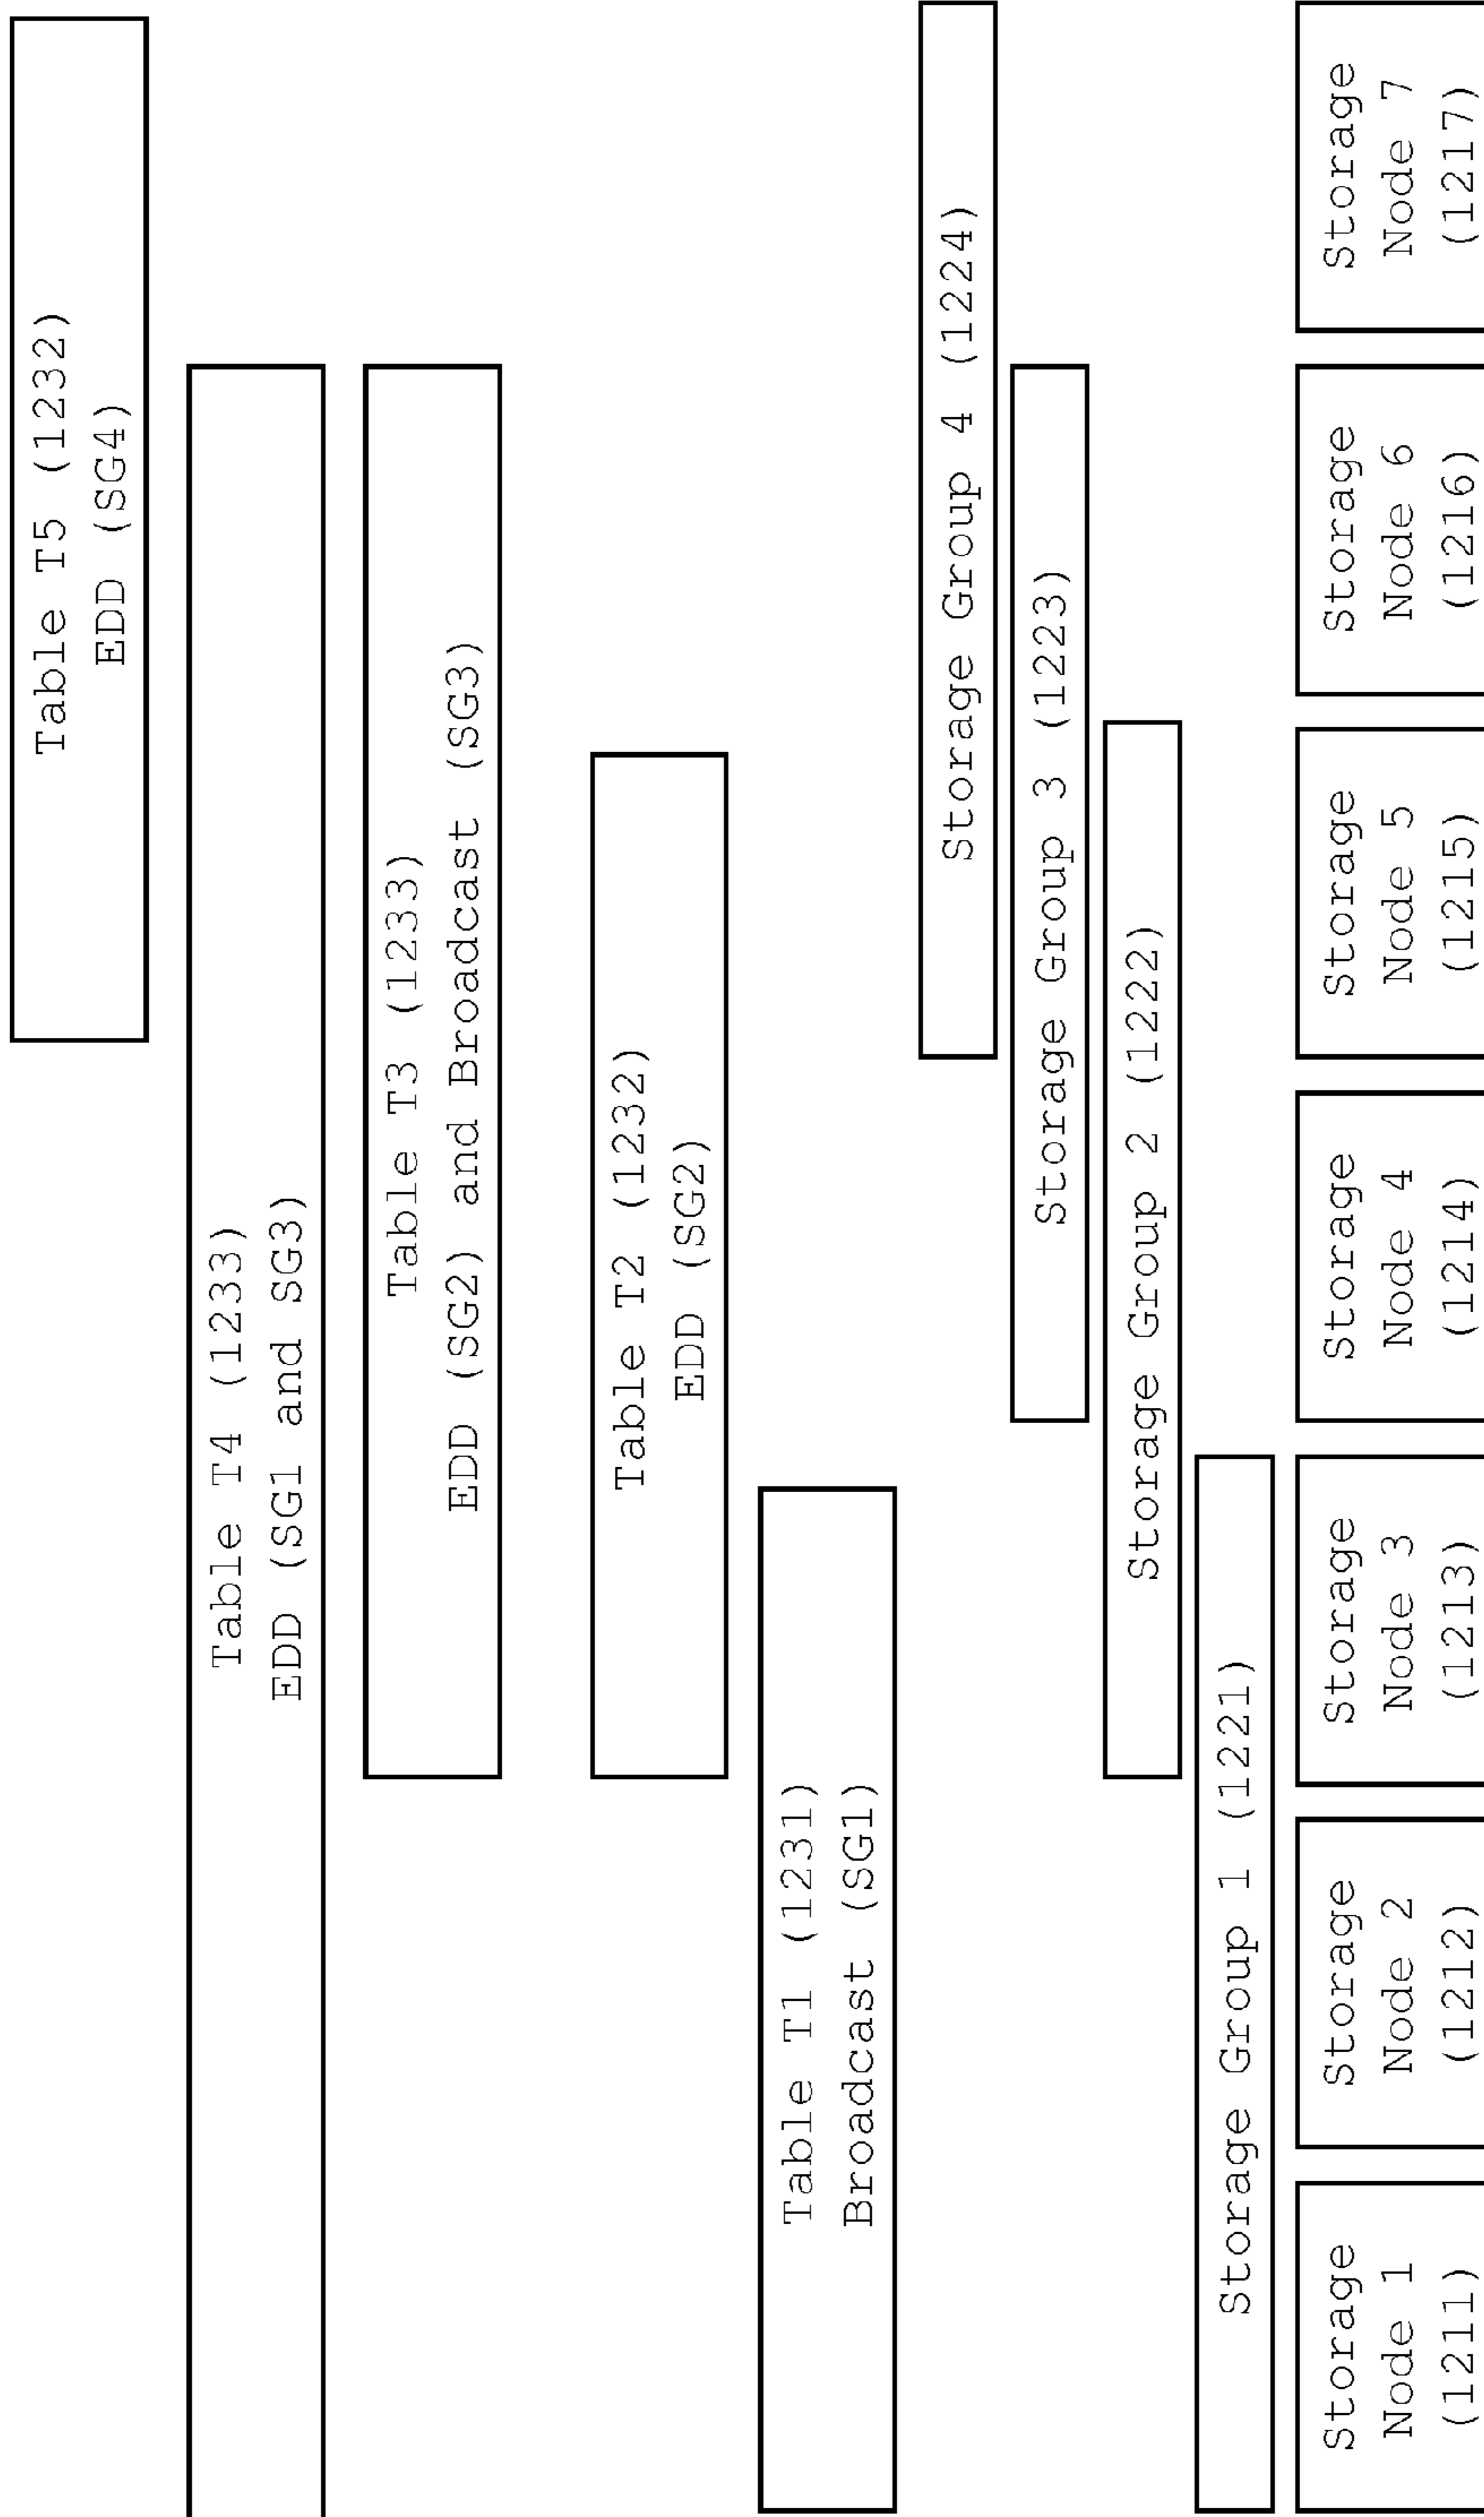 Table T5 (1232)
EDD (SG4)
Table T4 (1233)
EDD (SG1 and SG3)
Table T3 (1233)
EDD (SG2) and Broadcast (SG3)
Table T2 (1232)
EDD (SG2)
Table T1 (1231)
Broadcast (SG1)
Storage Group 4 (1224)
Storage Group 3 (1223)
Storage Group 2 (1222)
Storage Group 1 (1221)
Storage
Node 1
(1211)
Storage
Node 2
(1212)
Storage
Node 3
(1213)
Storage
Node 4
(1214)
Storage
Node 5
(1215)
Storage
Node 6
(1216)
Storage
Node 7
(1217)